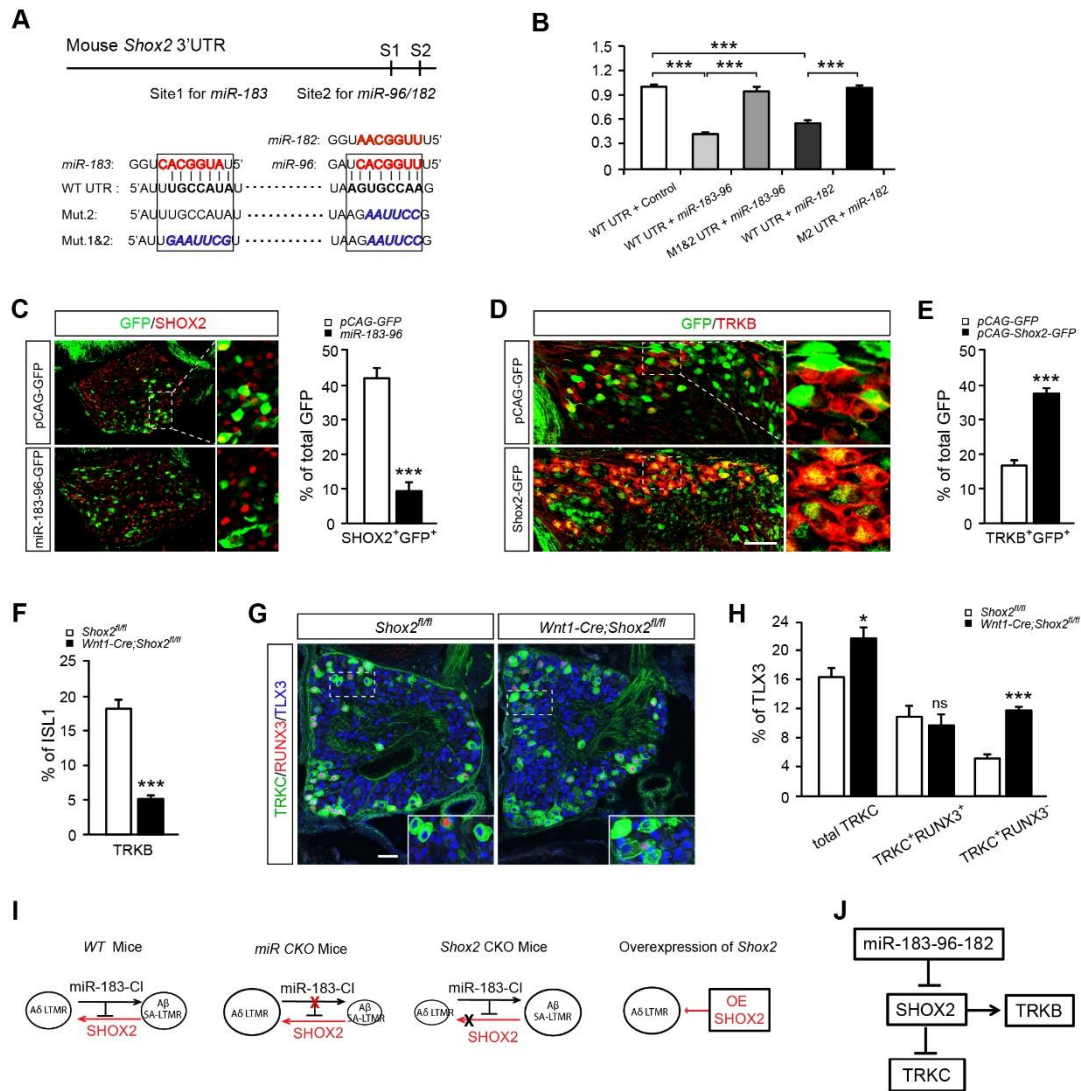 A
Mouse Shox2 3'UTR
S1 S2
Site1 for miR-183 Site2 for miR-96/182
miR-182: GGUAACGGUUU5'
miR-183: GGUCACGGUAU5' miR-96: GAUCACGGUUU5'
WT UTR : 5'AUUUGCCAUAU UAAGUGCCAAG
Mut.2: 5'AUUUGCCAUAU UAAGAAUUCCG
Mut.1&2: 5'AUUGAAUUCGU UAAGAAUUCCG
B
1.5
1.2
0.9
0.6
0.3
0
***
*** *** ***
WT UTR + Control
WT UTR + miR-183-96
M1&2 UTR + miR-183-96
WT UTR + miR-182
M2 UTR + miR-182
C
GFP/SHOX2
pCAG-GFP
miR-183-96-GFP
pCAG-GFP
miR-183-96
% of total GFP
50
40
30
20
10
0
***
SHOX2+GFP+
D
GFP/TRKB
pCAG-GFP
Shox2-GFP
E
pCAG-GFP
pCAG-Shox2-GFP
% of total GFP
50
40
30
20
10
0
***
TRKB+GFP+
F
Shox2fl/fl
Wnt1-Cre;Shox2fl/fl
% of ISL1
25
20
15
10
5
0
***
TRKB
G
Shox2fl/fl
Wnt1-Cre;Shox2fl/fl
TRKC/RUNX3/TLX3
H
Shox2fl/fl
Wnt1-Cre;Shox2fl/fl
% of TLX3
24
20
16
12
8
4
0
*
ns
***
total TRKC
TRKC+RUNX3+
TRKC+RUNX3-
I
WT Mice
miR-183-Cl
Aδ LTMR
Aβ
SA-LTMR
SHOX2
miR CKO Mice
miR-183-Cl
X
Aδ LTMR
Aβ
SA-LTMR
SHOX2
Shox2 CKO Mice
miR-183-Cl
Aδ LTMR
Aβ
SA-LTMR
X
SHOX2
Overexpression of Shox2
Aδ LTMR
OE
SHOX2
J
miR-183-96-182
SHOX2
TRKB
TRKC